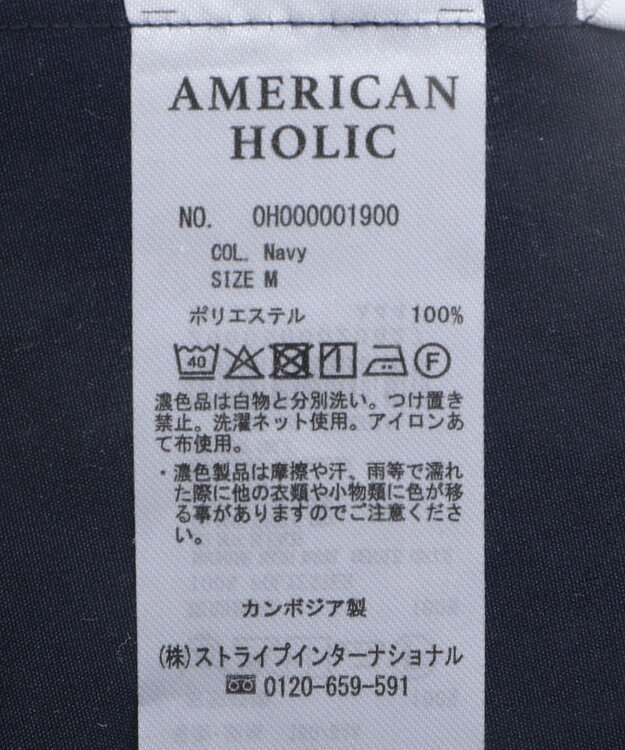 AMERICAN
HOLIC
NO. OH000001900
COL. Navy
SIZE M
ポリエステル 100%
40 F
濃色品は白物と分別洗い。つけ置き
禁止。洗濯ネット使用。アイロンあ
て布使用。
・濃色製品は摩擦や汗、雨等で濡れ
た際に他の衣類や小物類に色が移
る事がありますのでご注意くださ
い。
カンボジア製
(株)ストライプインターナショナル
0120-659-591